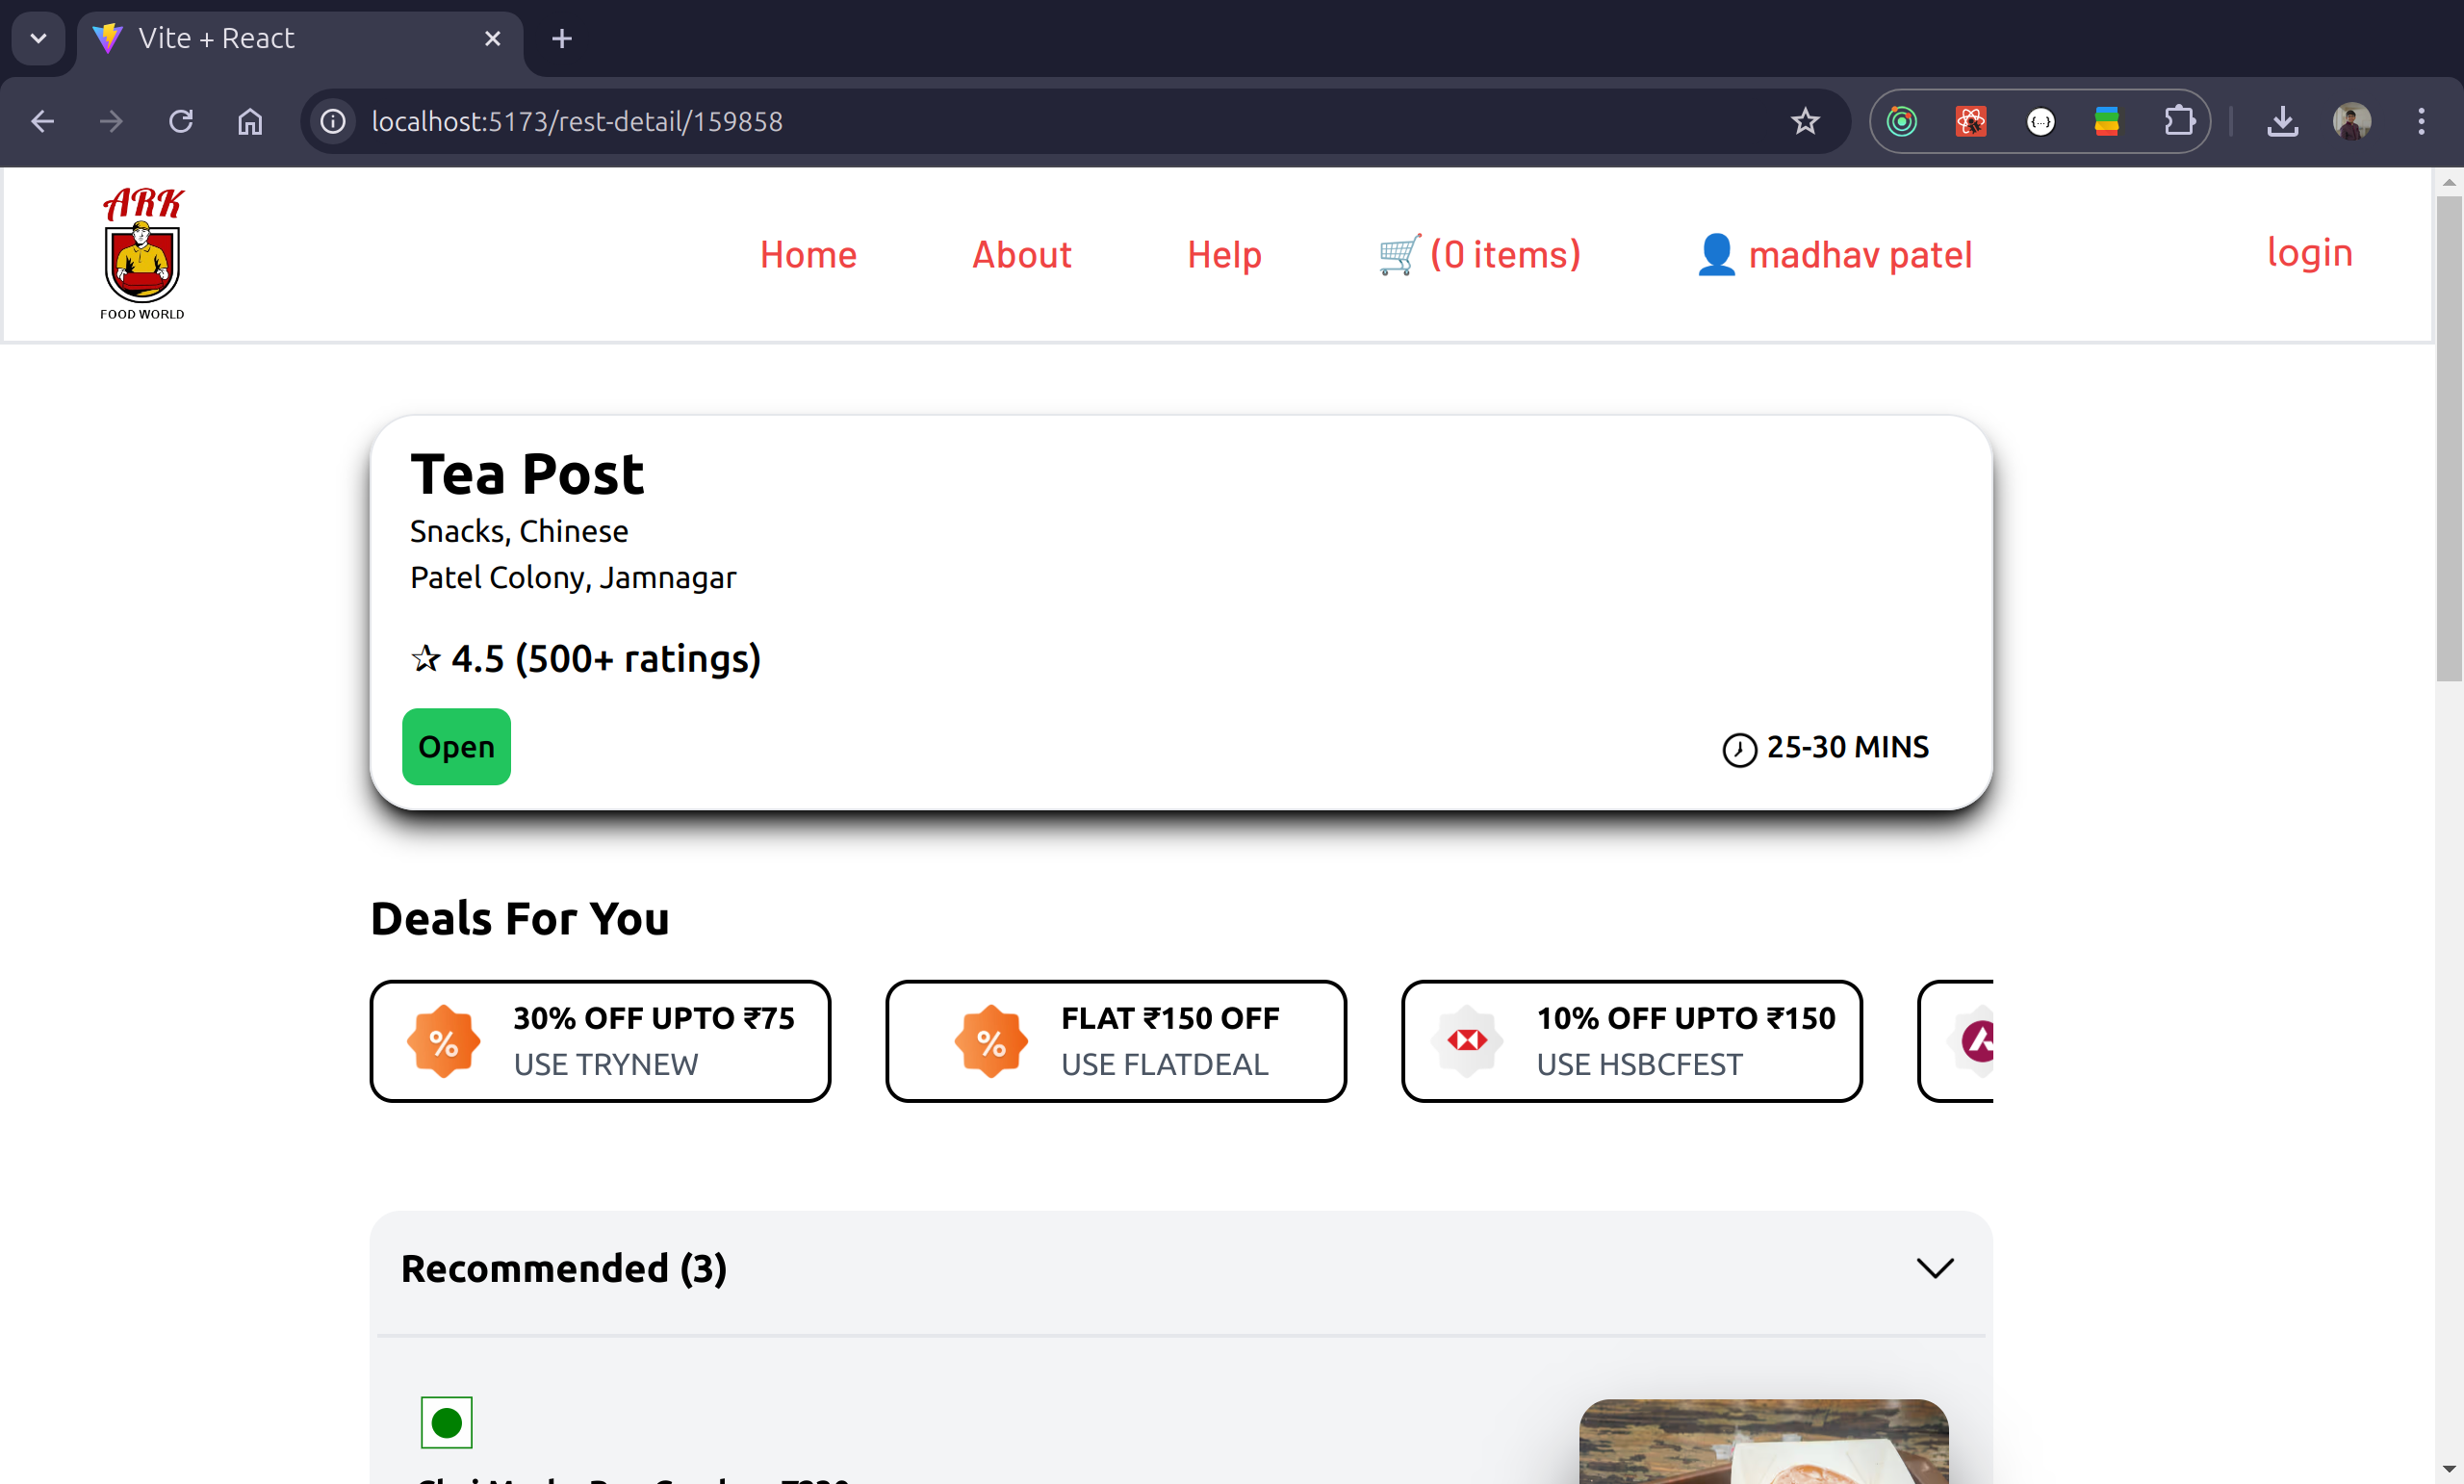 Vite + React
localhost:5173/rest-detail/159858
ARK
FOOD WORLD
Home
About
Help
(0 items)
madhav patel
login
Tea Post
Snacks, Chinese
Patel Colony, Jamnagar
☆ 4.5 (500+ ratings)
Open
25-30 MINS
Deals For You
% 30% OFF UPTO ₹75
USE TRYNEW
% FLAT ₹150 OFF
USE FLATDEAL
10% OFF UPTO ₹150
USE HSBCFEST
Recommended (3)